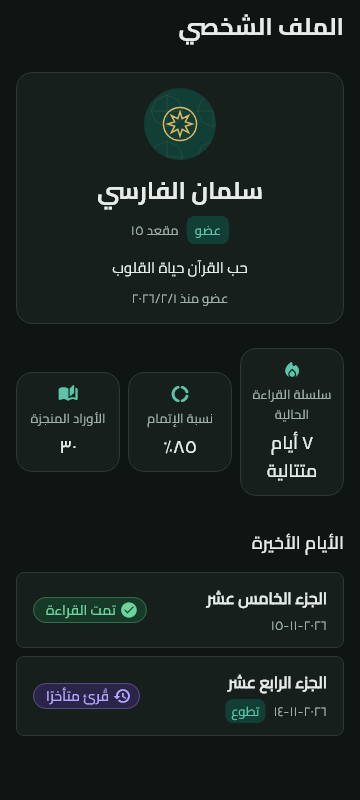 الملف الشخصي
سلمان الفارسي
عضو مقعد ١٥
حب القرآن حياة القلوب
عضو منذ ٢٠٢٦/٢/١
سلسلة القراءة
الحالية
٧ أيام
متتالية
نسبة الإتمام
٨٥٪
الأوراد المنجزة
٣٠
الأيام الأخيرة
الجزء الخامس عشر
٢٠٢٦-١١-١٥
تمت القراءة
الجزء الرابع عشر
٢٠٢٦-١١-١٤ تطوع
قُرئ متأخرًا